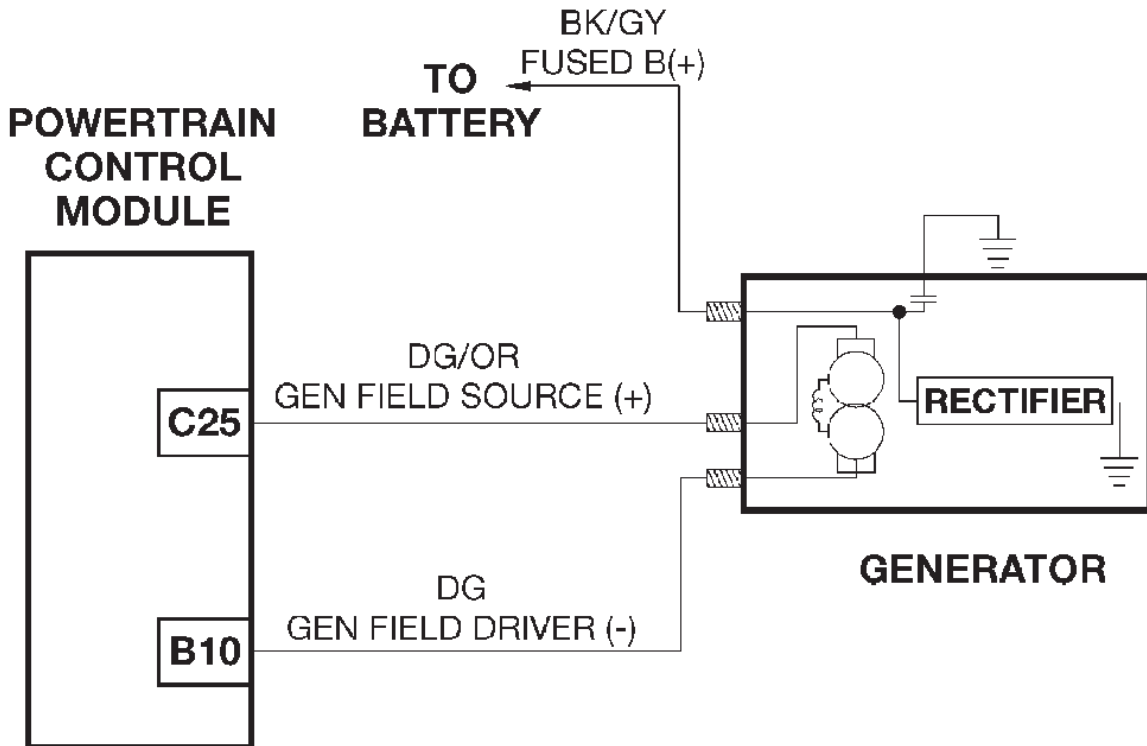 BK/GY
FUSED B(+)
TO
BATTERY
POWERTRAIN
CONTROL
MODULE
DG/OR
GEN FIELD SOURCE (+)
C25
RECTIFIER
GENERATOR
DG
GEN FIELD DRIVER (-)
B10